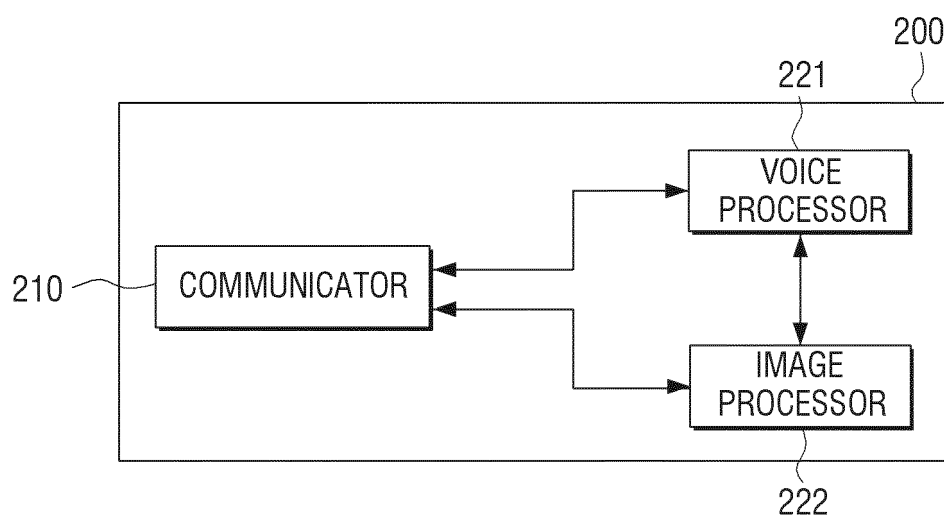 200
221
VOICE
PROCESSOR
210
COMMUNICATOR
IMAGE
PROCESSOR
222